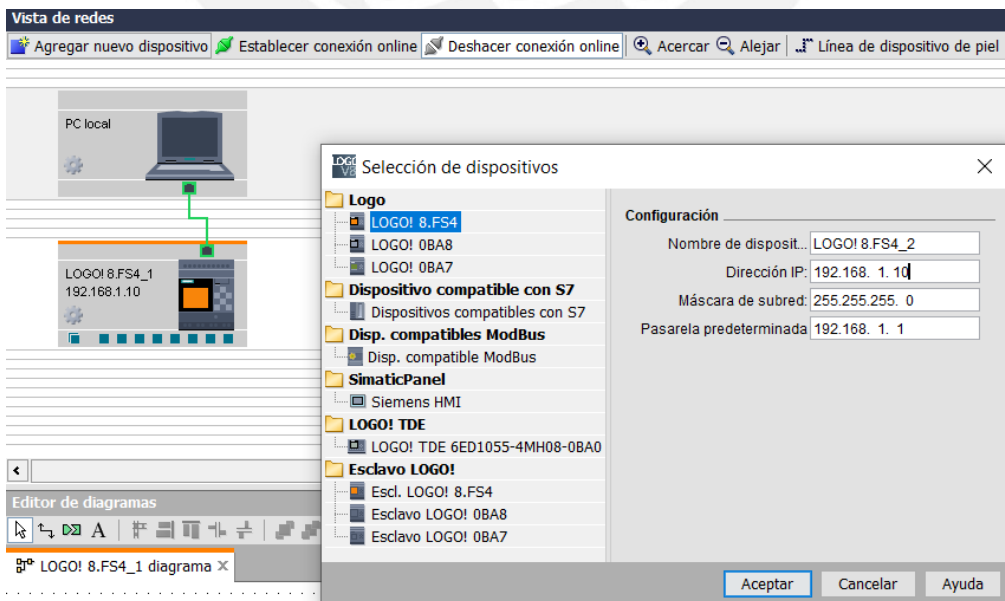 Vista de redes
Agregar nuevo dispositivo Establecer conexión online Deshacer conexión online Acercar Alejar Línea de dispositivo de piel
PC local
LOGO! 8.FS4_1
192.168.1.10
Selección de dispositivos
Logo
LOGO! 8.FS4
LOGO! 0BA8
LOGO! 0BA7
Dispositivo compatible con S7
Dispositivos compatibles con S7
Disp. compatibles ModBus
Disp. compatible ModBus
SimaticPanel
Siemens HMI
LOGO! TDE
LOGO! TDE 6ED1055-4MH08-0BA0
Esclavo LOGO!
Escl. LOGO! 8.FS4
Esclavo LOGO! 0BA8
Esclavo LOGO! 0BA7
Configuración
Nombre de disposit... LOGO! 8.FS4_2
Dirección IP: 192.168. 1. 10
Máscara de subred: 255.255.255. 0
Pasarela predeterminada 192.168. 1. 1
Aceptar Cancelar Ayuda
Editor de diagramas
A
LOGO! 8.FS4_1 diagrama X